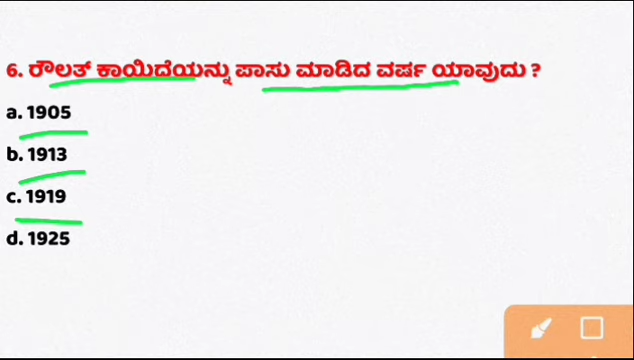 6. ರೌಲತ್ ಕಾಯಿದೆಯನ್ನು ಪಾಸು ಮಾಡಿದ ವರ್ಷ ಯಾವುದು ?
a. 1905
b. 1913
c. 1919
d. 1925